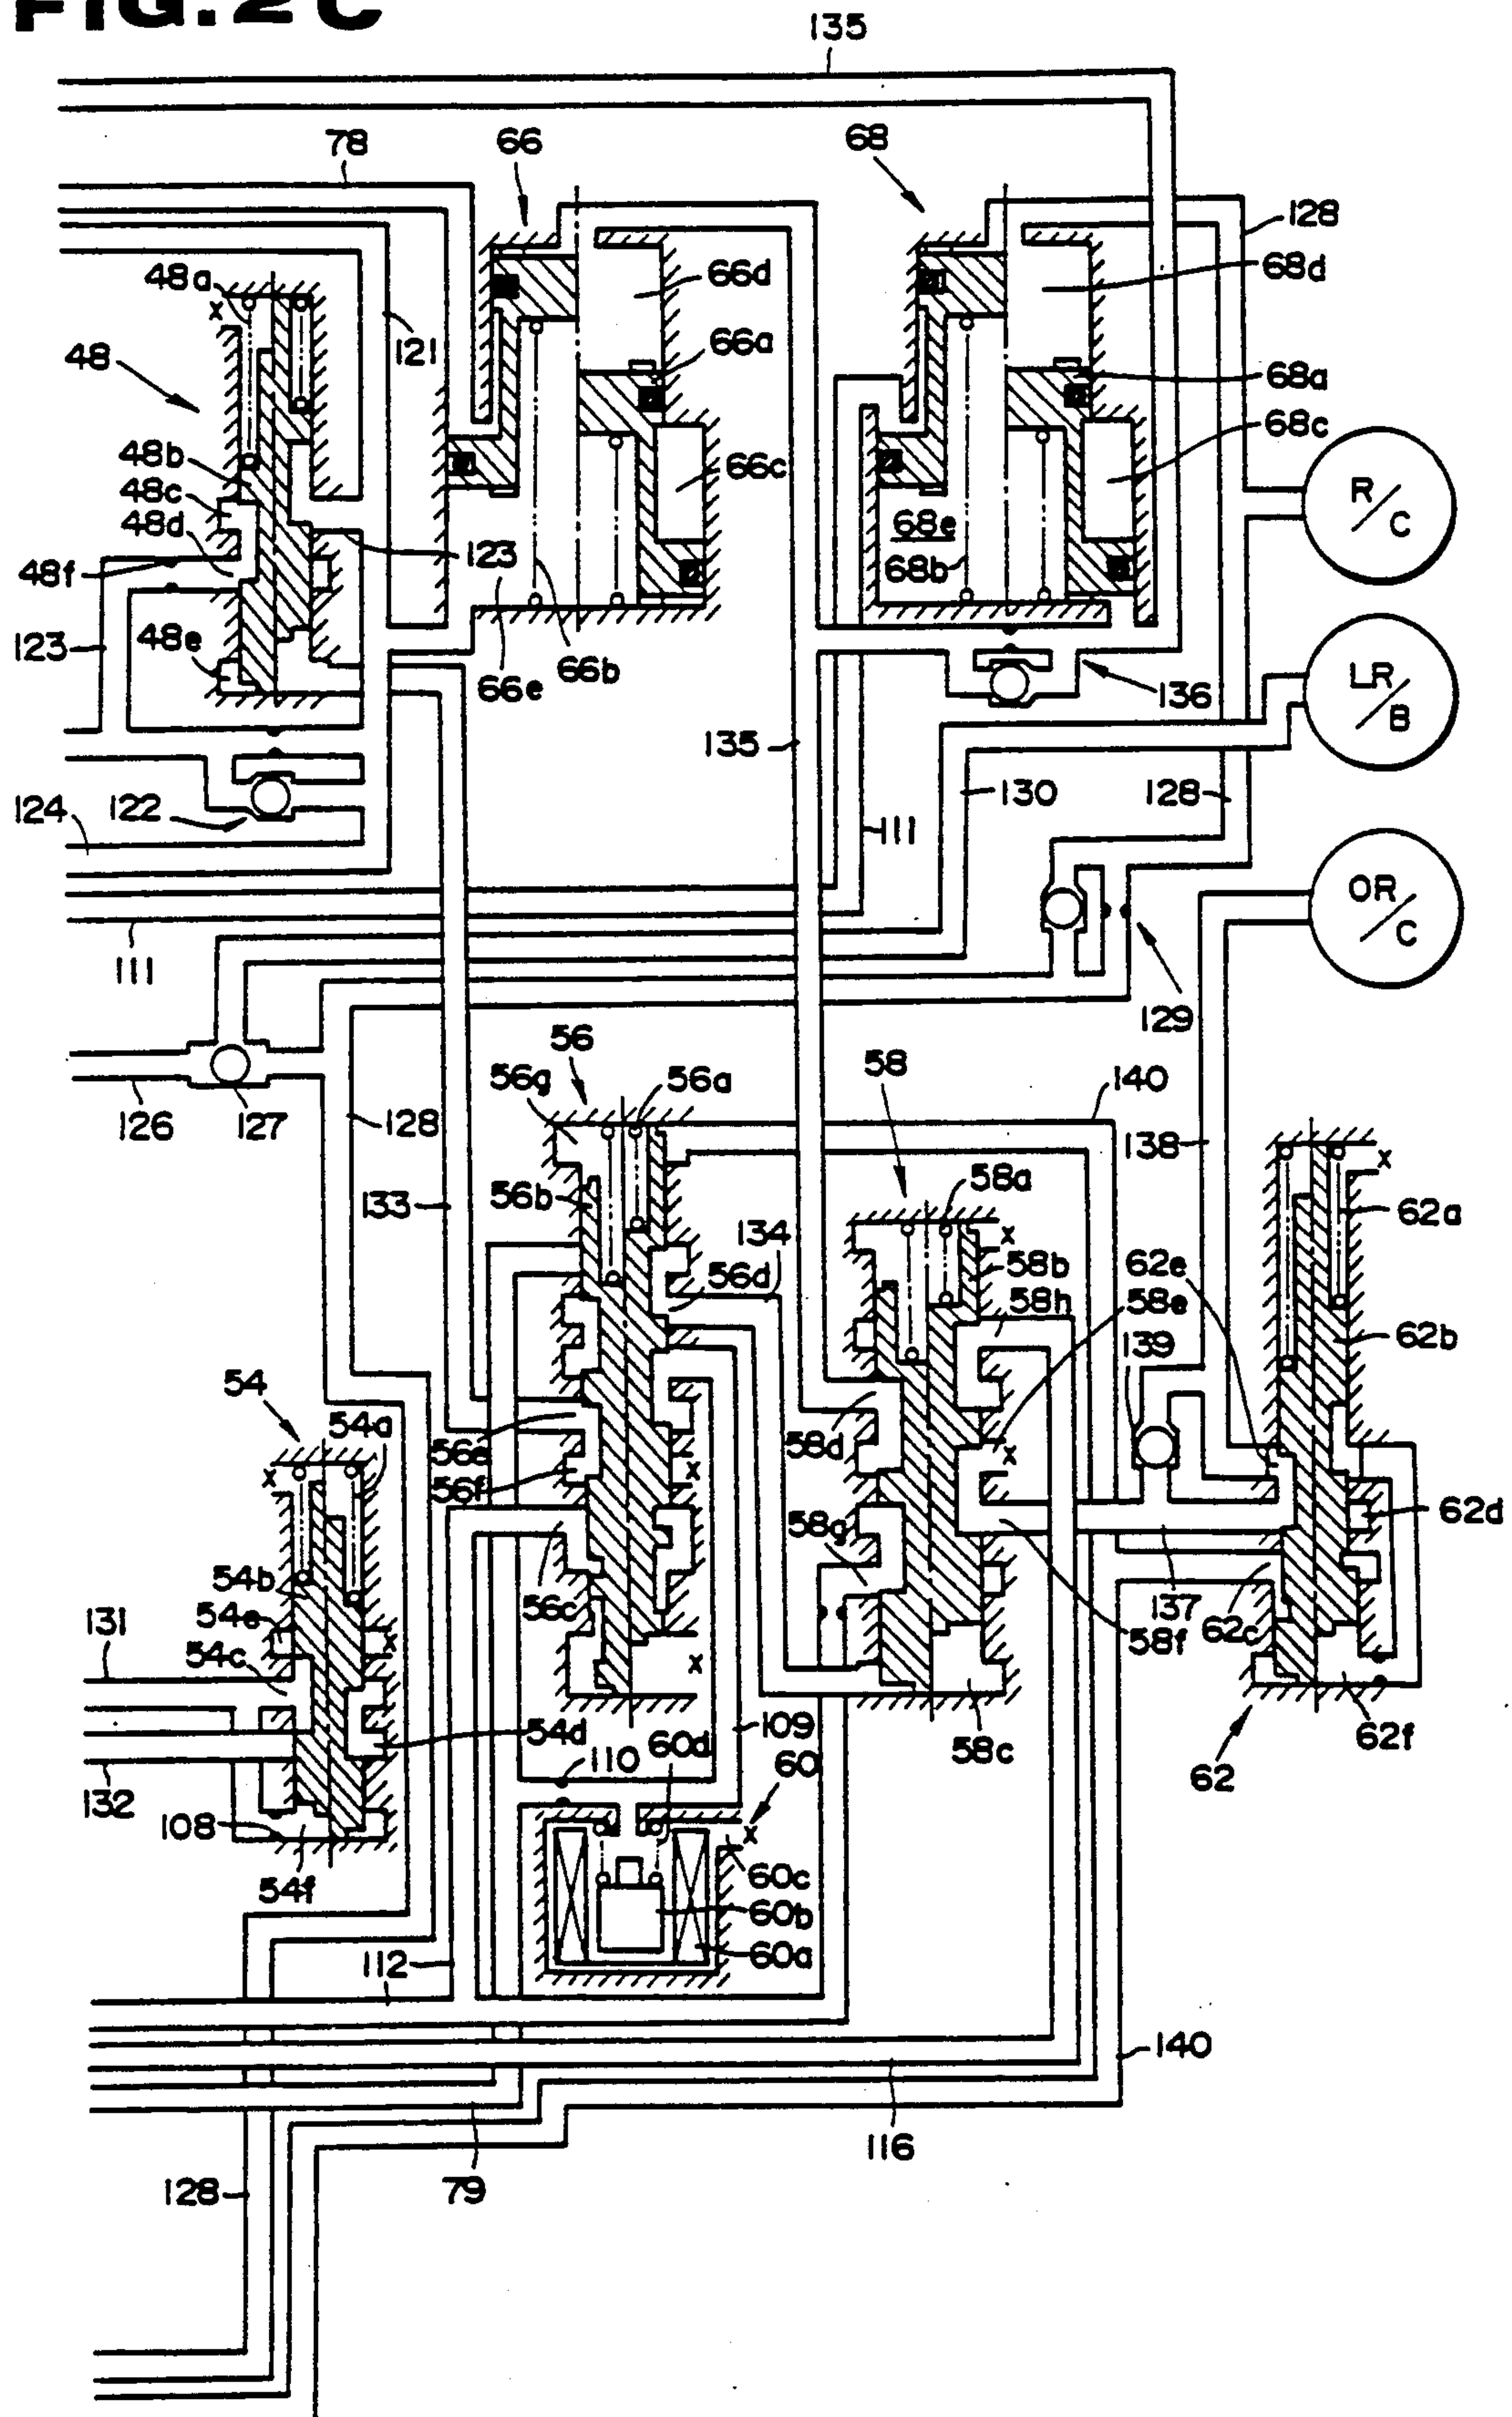 FIG. 2C
135
78
66
68
128
66d
68d
48a
x
121
48
66a
68a
48b
66c
68c
48c
48d
R/C
68e
123
68b
48f
48e
123
66b
66e
136
LR/B
135
124
122
130
128
111
OR/C
111
129
56
58
140
56g
56a
126
127
128
138
58a
x
133
56b
134
x
62a
56d
58b
62e
58h
58e
139
62b
54
54a
56e
58d
x
x
56f
x
62d
58g
54b
56c
137
62c
54e
x
58f
131
54c
x
109
54d
60d
58c
62f
110
60
62
132
108
x
60c
54f
60b
60a
112
140
116
128
79